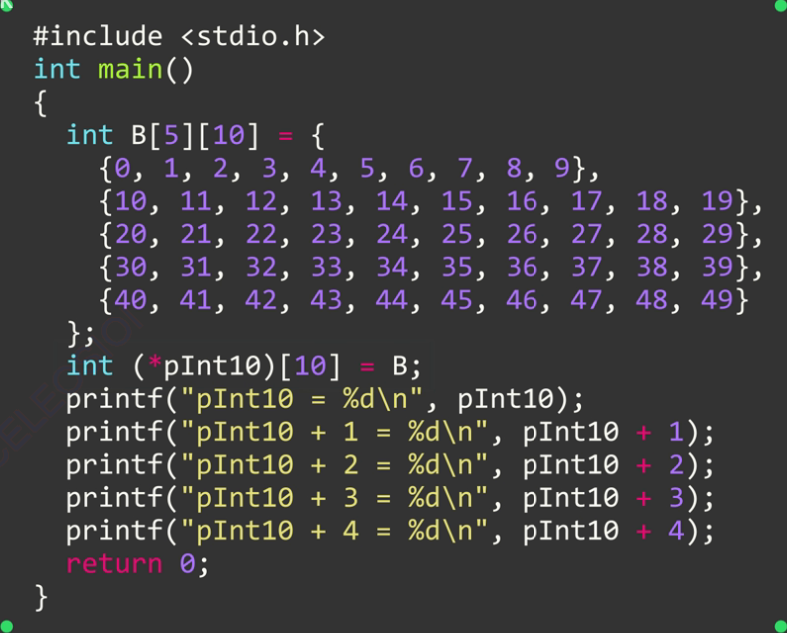 #include <stdio.h>
int main()
{
  int B[5][10] = {
    {0, 1, 2, 3, 4, 5, 6, 7, 8, 9},
    {10, 11, 12, 13, 14, 15, 16, 17, 18, 19},
    {20, 21, 22, 23, 24, 25, 26, 27, 28, 29},
    {30, 31, 32, 33, 34, 35, 36, 37, 38, 39},
    {40, 41, 42, 43, 44, 45, 46, 47, 48, 49}
  };
  int (*pInt10)[10] = B;
  printf("pInt10 = %d\n", pInt10);
  printf("pInt10 + 1 = %d\n", pInt10 + 1);
  printf("pInt10 + 2 = %d\n", pInt10 + 2);
  printf("pInt10 + 3 = %d\n", pInt10 + 3);
  printf("pInt10 + 4 = %d\n", pInt10 + 4);
  return 0;
}